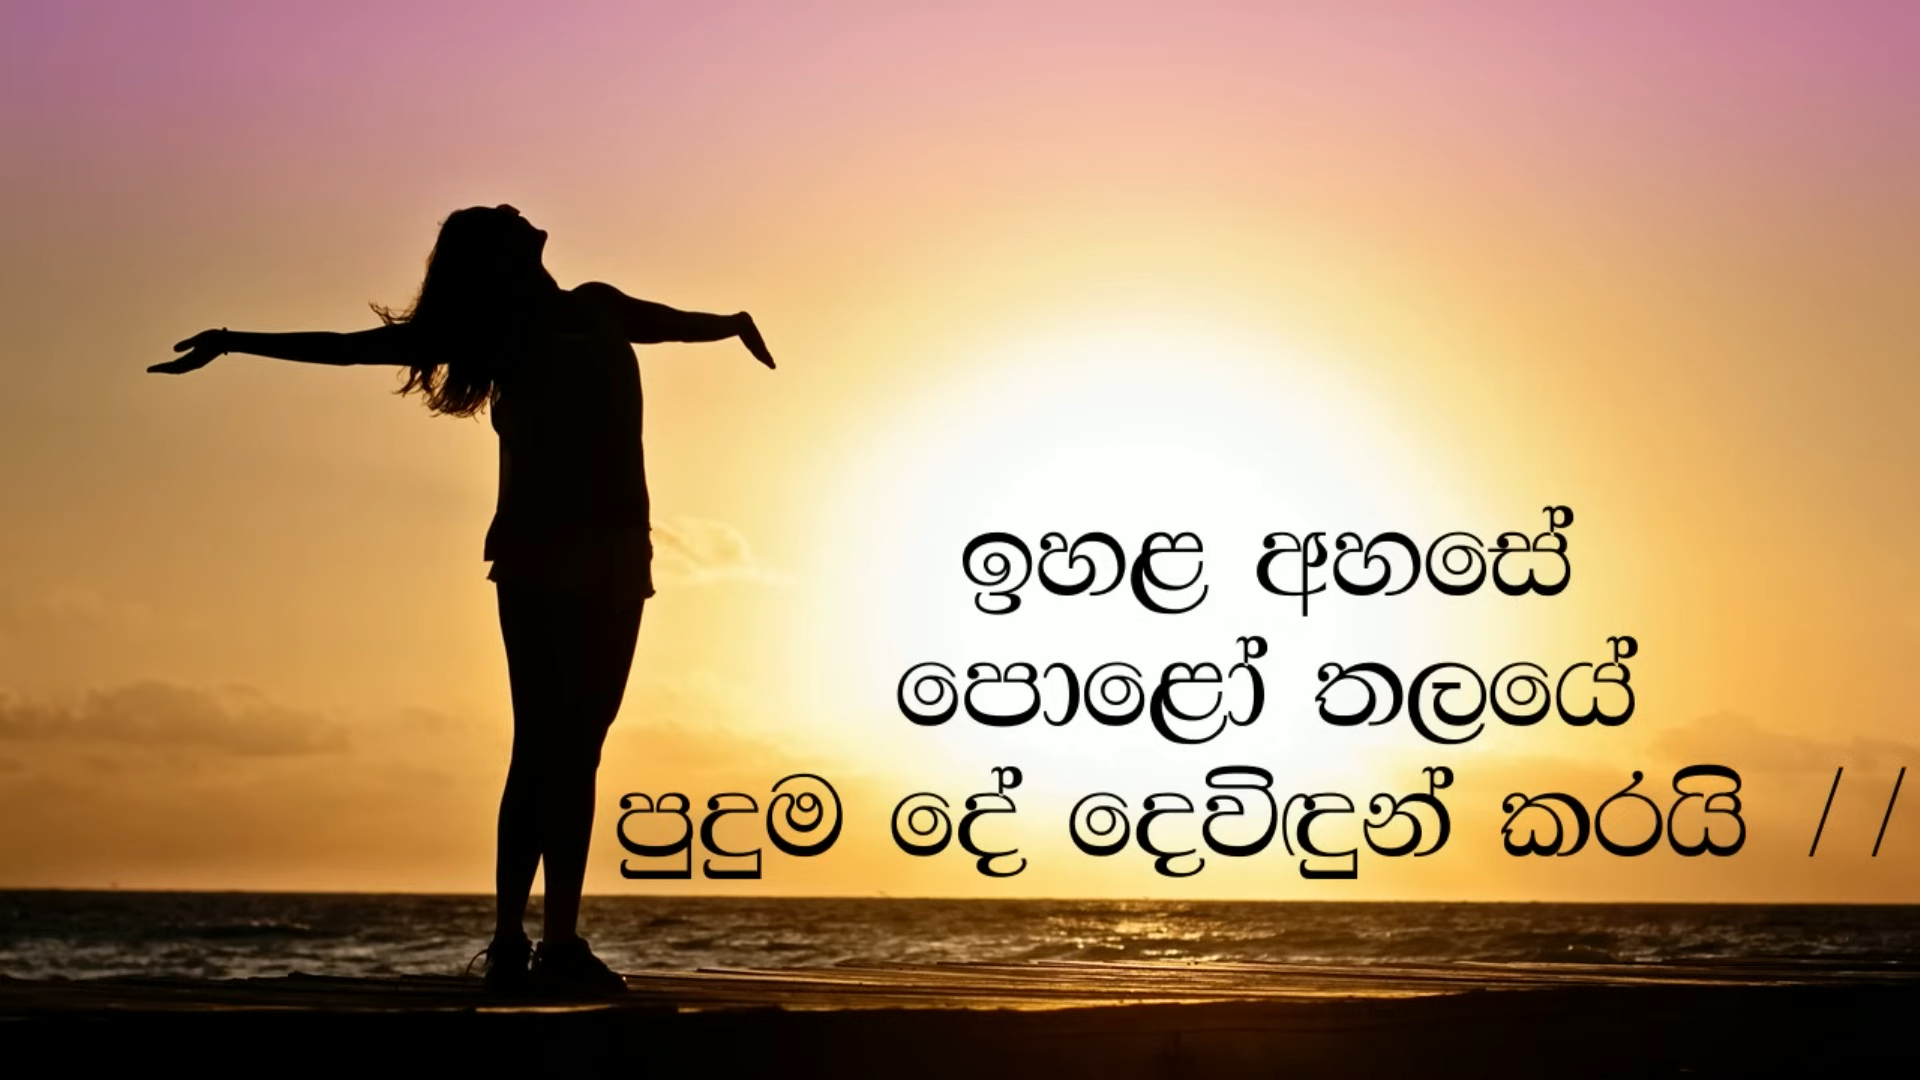 ඉහළ අහසේ
පොළෝ තලයේ
පුදුම දේ දෙවිඳුන් කරයි //